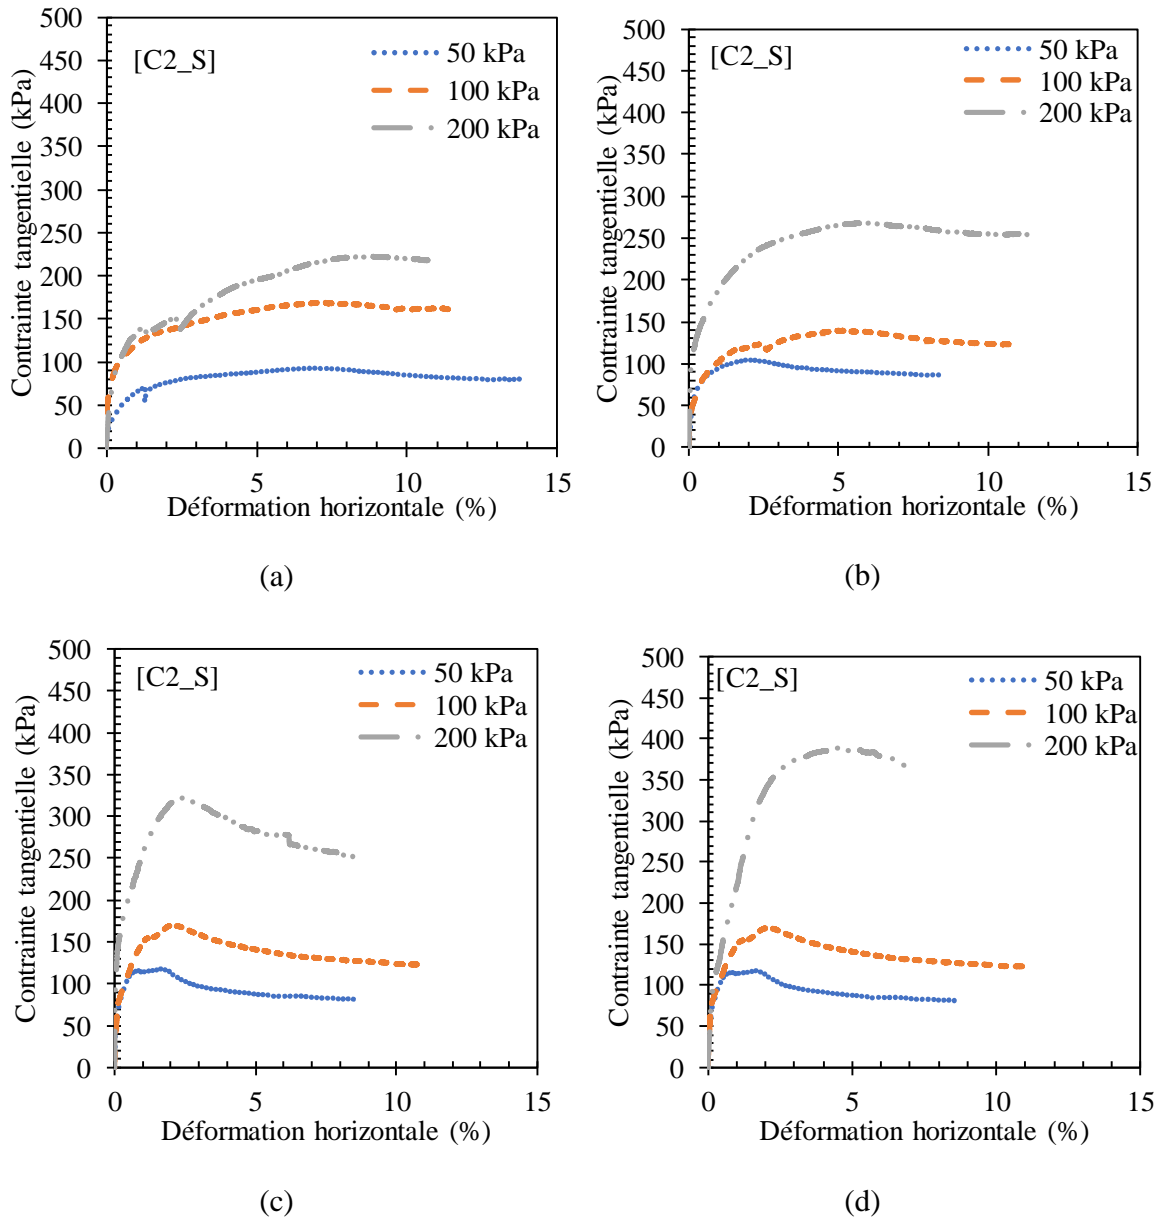 [C2_S]
50 kPa
100 kPa
200 kPa
Contrainte tangentielle (kPa)
500
450
400
350
300
250
200
150
100
50
0
0 5 10 15
Déformation horizontale (%)
(a)
[C2_S]
50 kPa
100 kPa
200 kPa
Contrainte tangentielle (kPa)
500
450
400
350
300
250
200
150
100
50
0
0 5 10 15
Déformation horizontale (%)
(b)
[C2_S]
50 kPa
100 kPa
200 kPa
Contrainte tangentielle (kPa)
500
450
400
350
300
250
200
150
100
50
0
0 5 10 15
Déformation horizontale (%)
(c)
[C2_S]
50 kPa
100 kPa
200 kPa
Contrainte tangentielle (kPa)
500
450
400
350
300
250
200
150
100
50
0
0 5 10 15
Déformation horizontale (%)
(d)